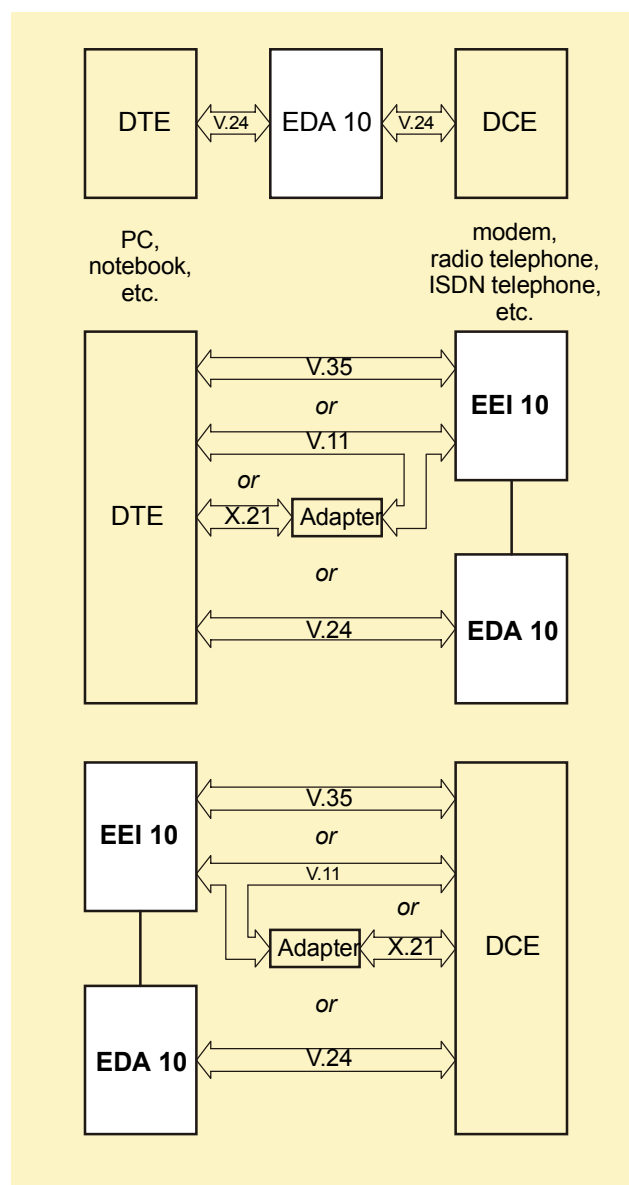 DTE
V.24
EDA 10
V.24
DCE
PC,
notebook,
etc.
modem,
radio telephone,
ISDN telephone,
etc.
V.35
EEI 10
or
V.11
or
DTE
X.21
Adapter
or
V.24
EDA 10
V.35
EEI 10
or
V.11
or
Adapter
X.21
DCE
or
EDA 10
V.24